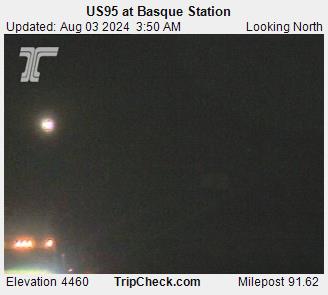 US95 at Basque Station
Updated: Aug 03 2024 3:50 AM Looking North
Elevation 4460 TripCheck.com Milepost 91.62